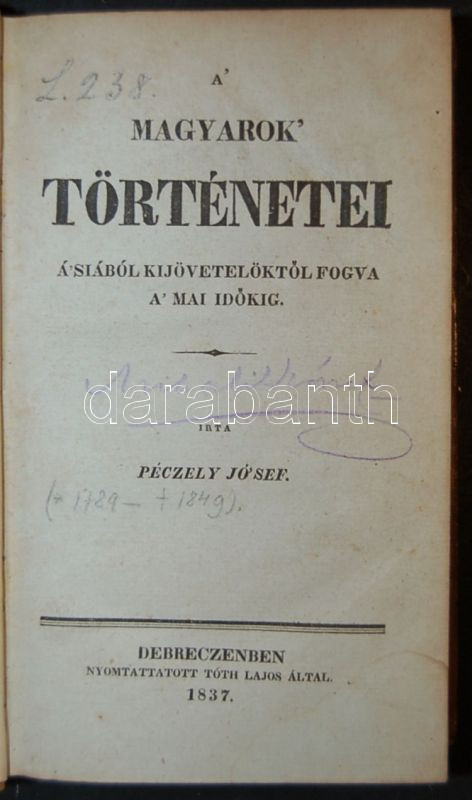 L. 238.
A'
MAGYAROK'
TÖRTÉNETEI
Á'SIÁBÓL KIJÖVETELÖKTŐL FOGVA
A' MAI IDŐKIG.
darabanth
IRTA
PÉCZELY JÓ'SEF.
(* 1789 – † 1849).
DEBRECZENBEN
NYOMTATTATOTT TÓTH LAJOS ÁLTAL.
1837.